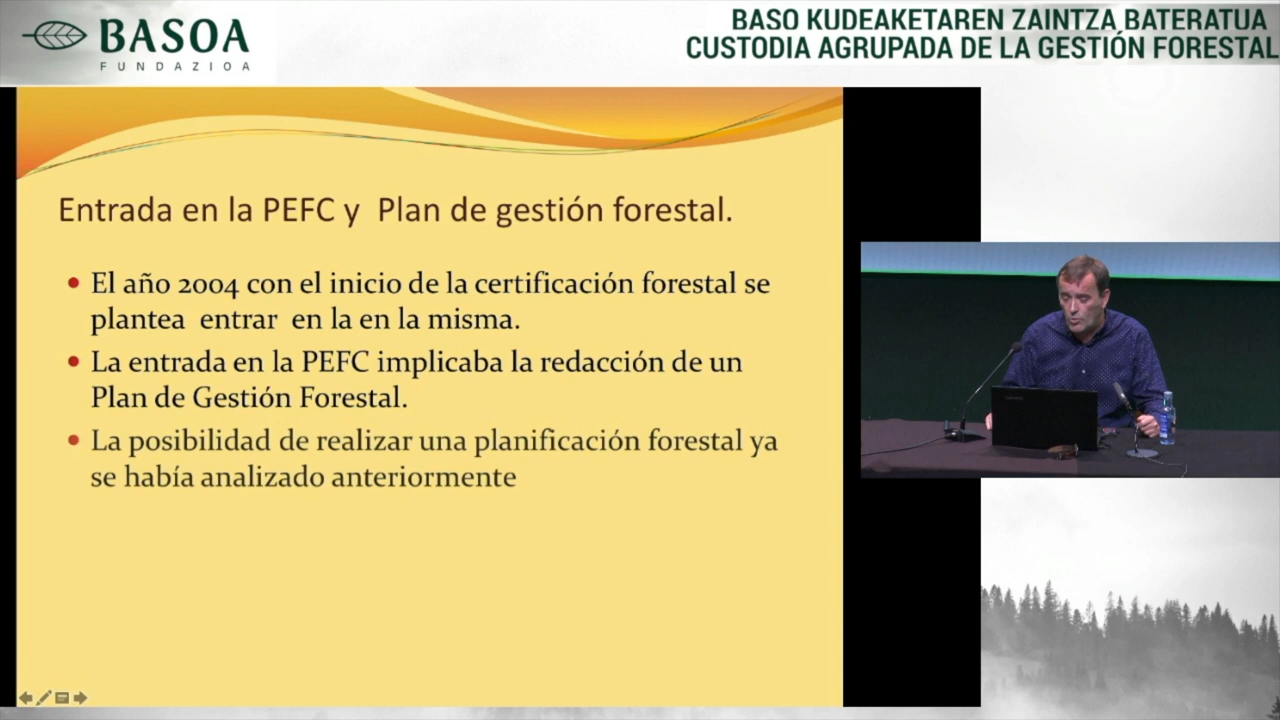 BASOA
FUNDAZIOA
BASO KUDEAKETAREN ZAINTZA BATERATUA
CUSTODIA AGRUPADA DE LA GESTIÓN FORESTAL
Entrada en la PEFC y  Plan de gestión forestal.
El año 2004 con el inicio de la certificación forestal se
plantea  entrar  en la en la misma.
La entrada en la PEFC implicaba la redacción de un
Plan de Gestión Forestal.
La posibilidad de realizar una planificación forestal ya
se había analizado anteriormente